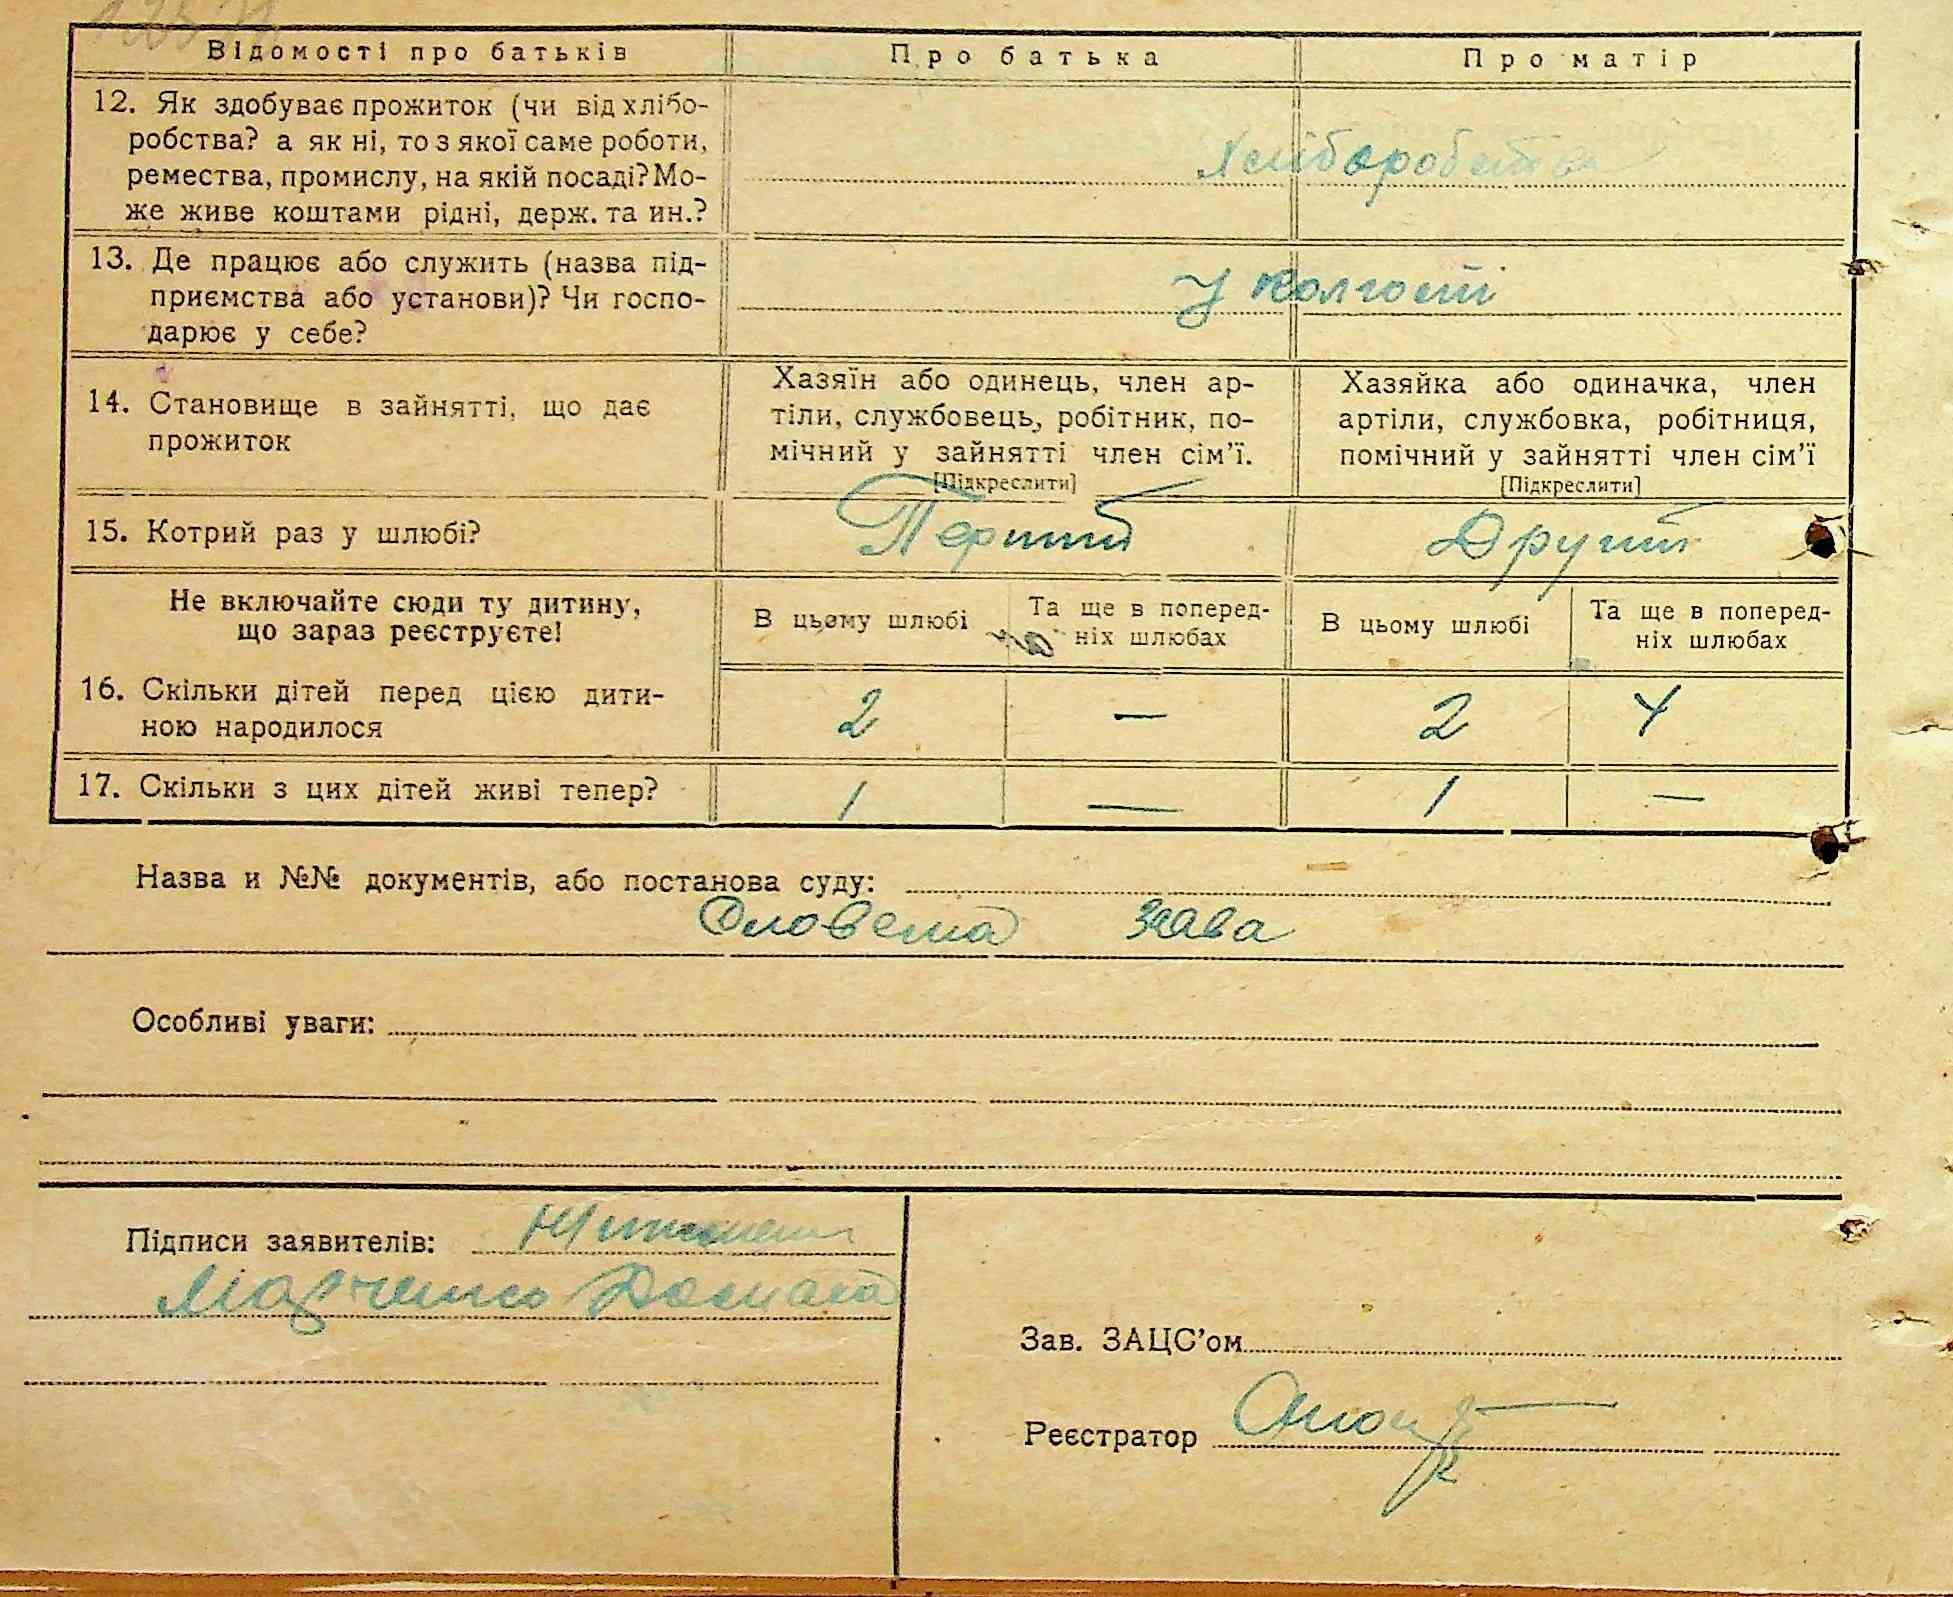 Відомості про батьків Про батька Про матір
12. Як здобуває прожиток (чи від хлібо-
робства? а як ні, то з якої саме роботи,
ремества, промислу, на якій посаді? Мо-
же живе коштами рідні, держ. та ин.?
Хліборобство
13. Де працює або служить (назва під-
приємства або установи)? Чи госпо-
дарює у себе?
У колгоспі
14. Становище в зайнятті, що дає
прожиток
Хазяїн або одинець, член ар-
тіли, службовець, робітник, по-
мічний у зайнятті член сім'ї.
[Підкреслити]
Хазяйка або одиначка, член
артіли, службовка, робітниця,
помічний у зайнятті член сім'ї
[Підкреслити]
15. Котрий раз у шлюбі? Перший Другий
Не включайте сюди ту дитину,
що зараз реєструєте!
В цьому шлюбі
Та ще в поперед-
ніх шлюбах
В цьому шлюбі
Та ще в поперед-
ніх шлюбах
16. Скільки дітей перед цією дити-
ною народилося
2 — 2 4
17. Скільки з цих дітей живі тепер? 1 — 1 —
Назва и №№ документів, або постанова суду:
Словесна заява
Особливі уваги:
Підписи заявителів:
Марченко
Зав. ЗАЦС'ом
Реєстратор